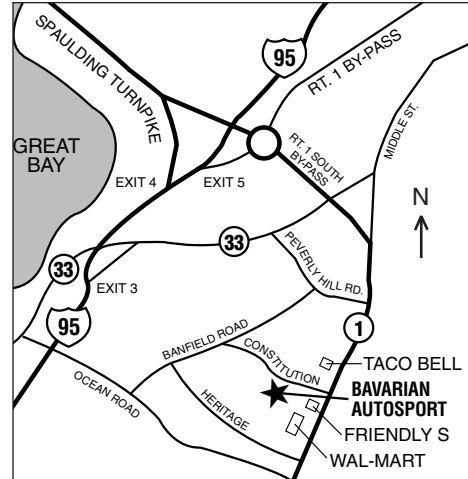 SPAULDING TURNPIKE
95
RT. 1 BY-PASS
MIDDLE ST.
GREAT
BAY
RT. 1 SOUTH
BY-PASS
EXIT 4
EXIT 5
N
33
33
PEVERLY HILL RD.
EXIT 3
95
1
BANFIELD ROAD
CONSTITUTION
TACO BELL
OCEAN ROAD
HERITAGE
BAVARIAN
AUTOSPORT
FRIENDLY S
WAL-MART